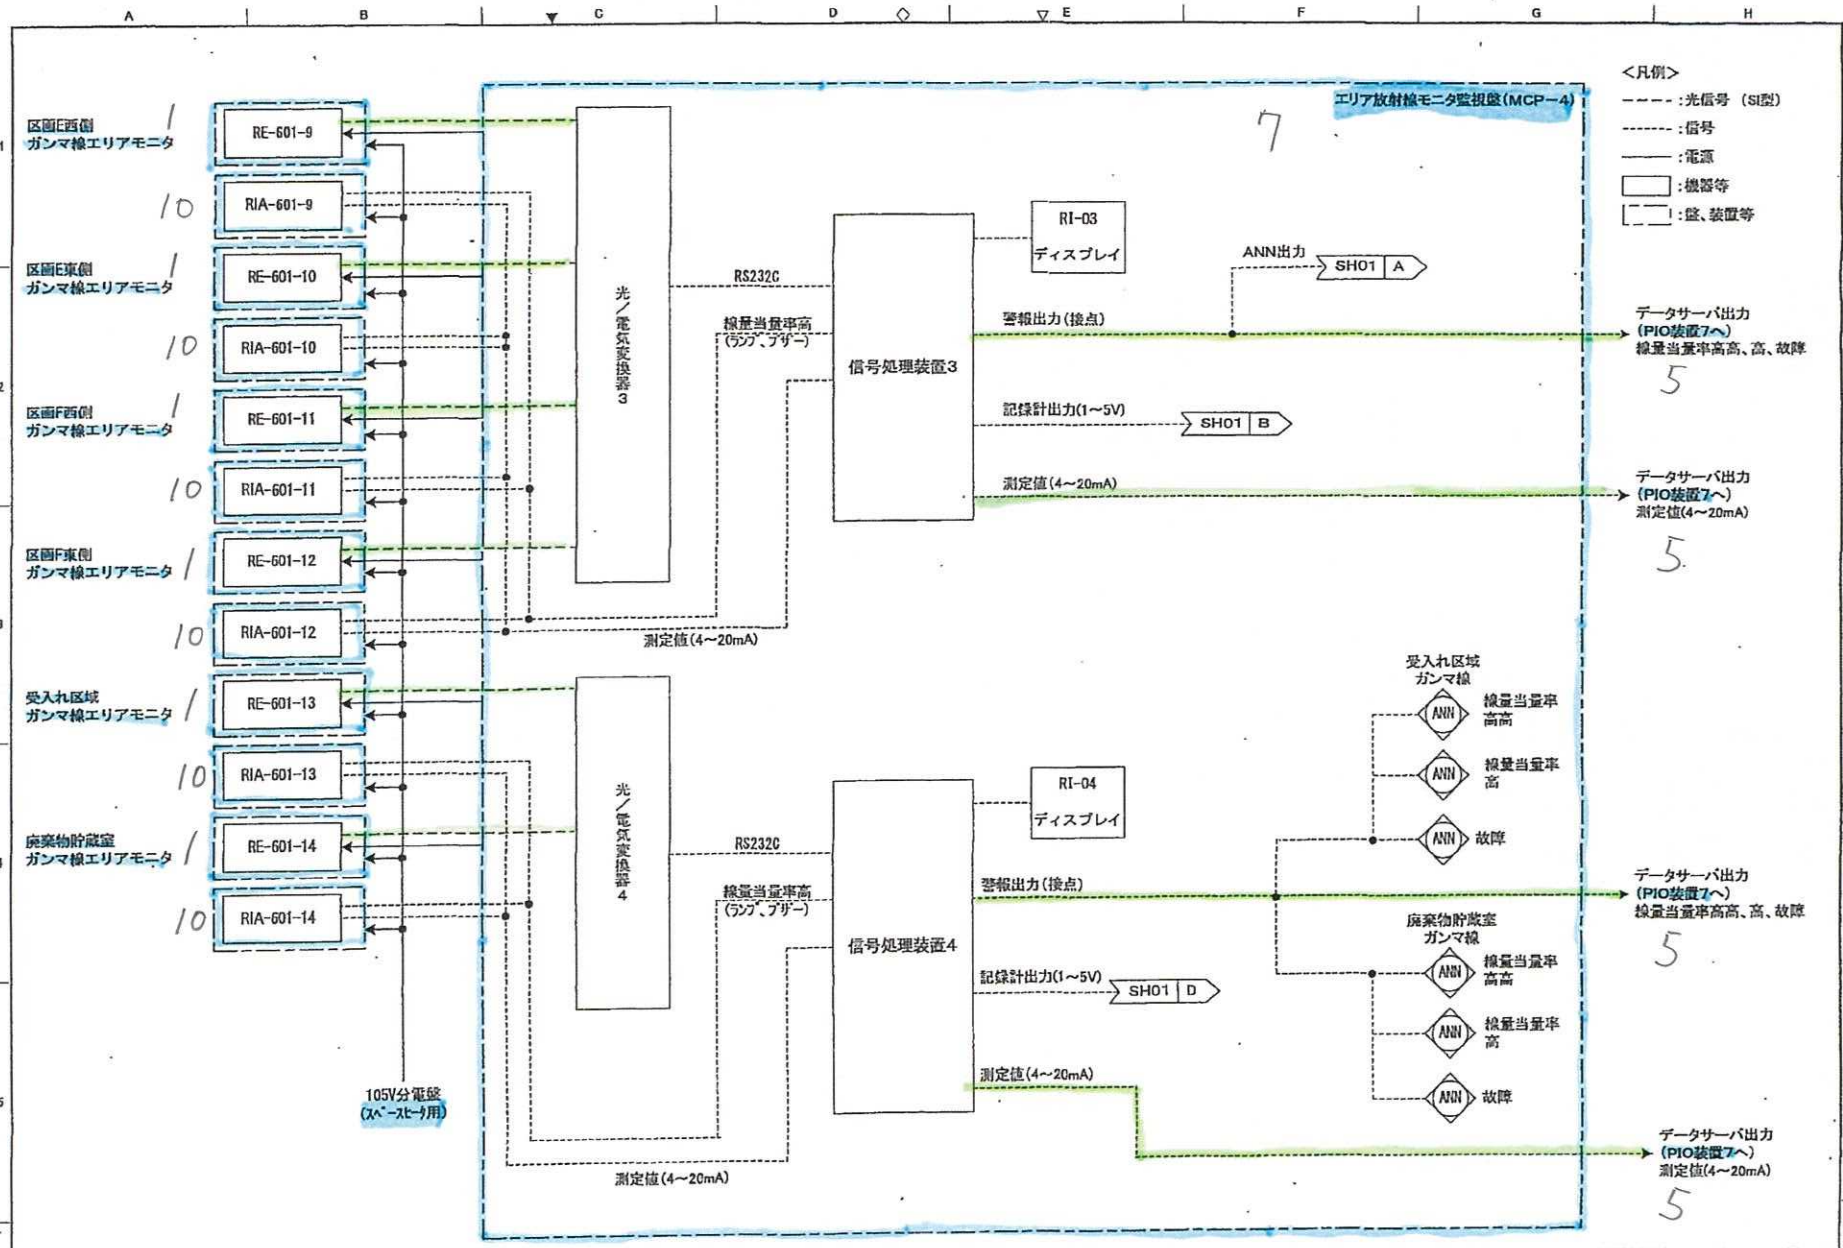 A B C D E F G H
<凡例>
:光信号 (SI型)
:信号
:電源
:機器等
:盤、装置等
エリア放射線モニタ監視盤(MCP-4)
7
区画E西側
ガンマ線エリアモニタ
1
RE-601-9
10
RIA-601-9
区画E東側
ガンマ線エリアモニタ
1
RE-601-10
10
RIA-601-10
区画F西側
ガンマ線エリアモニタ
1
RE-601-11
10
RIA-601-11
区画F東側
ガンマ線エリアモニタ
1
RE-601-12
10
RIA-601-12
受入れ区域
ガンマ線エリアモニタ
1
RE-601-13
10
RIA-601-13
廃棄物貯蔵室
ガンマ線エリアモニタ
1
RE-601-14
10
RIA-601-14
105V分電盤
(スペースヒータ用)
光/電気変換器3
RS232C
線量当量率高
(ランプ、ブザー)
測定値(4~20mA)
信号処理装置3
RI-03
ディスプレイ
ANN出力
SH01 A
警報出力(接点)
データサーバ出力
(PIO装置7へ)
線量当量率高高、高、故障
5
記録計出力(1~5V)
SH01 B
測定値(4~20mA)
データサーバ出力
(PIO装置7へ)
測定値(4~20mA)
5
光/電気変換器4
RS232C
線量当量率高
(ランプ、ブザー)
測定値(4~20mA)
信号処理装置4
RI-04
ディスプレイ
受入れ区域
ガンマ線
ANN
線量当量率
高高
ANN
線量当量率
高
ANN
故障
警報出力(接点)
データサーバ出力
(PIO装置7へ)
線量当量率高高、高、故障
5
廃棄物貯蔵室
ガンマ線
ANN
線量当量率
高高
ANN
線量当量率
高
ANN
故障
記録計出力(1~5V)
SH01 D
測定値(4~20mA)
データサーバ出力
(PIO装置7へ)
測定値(4~20mA)
5